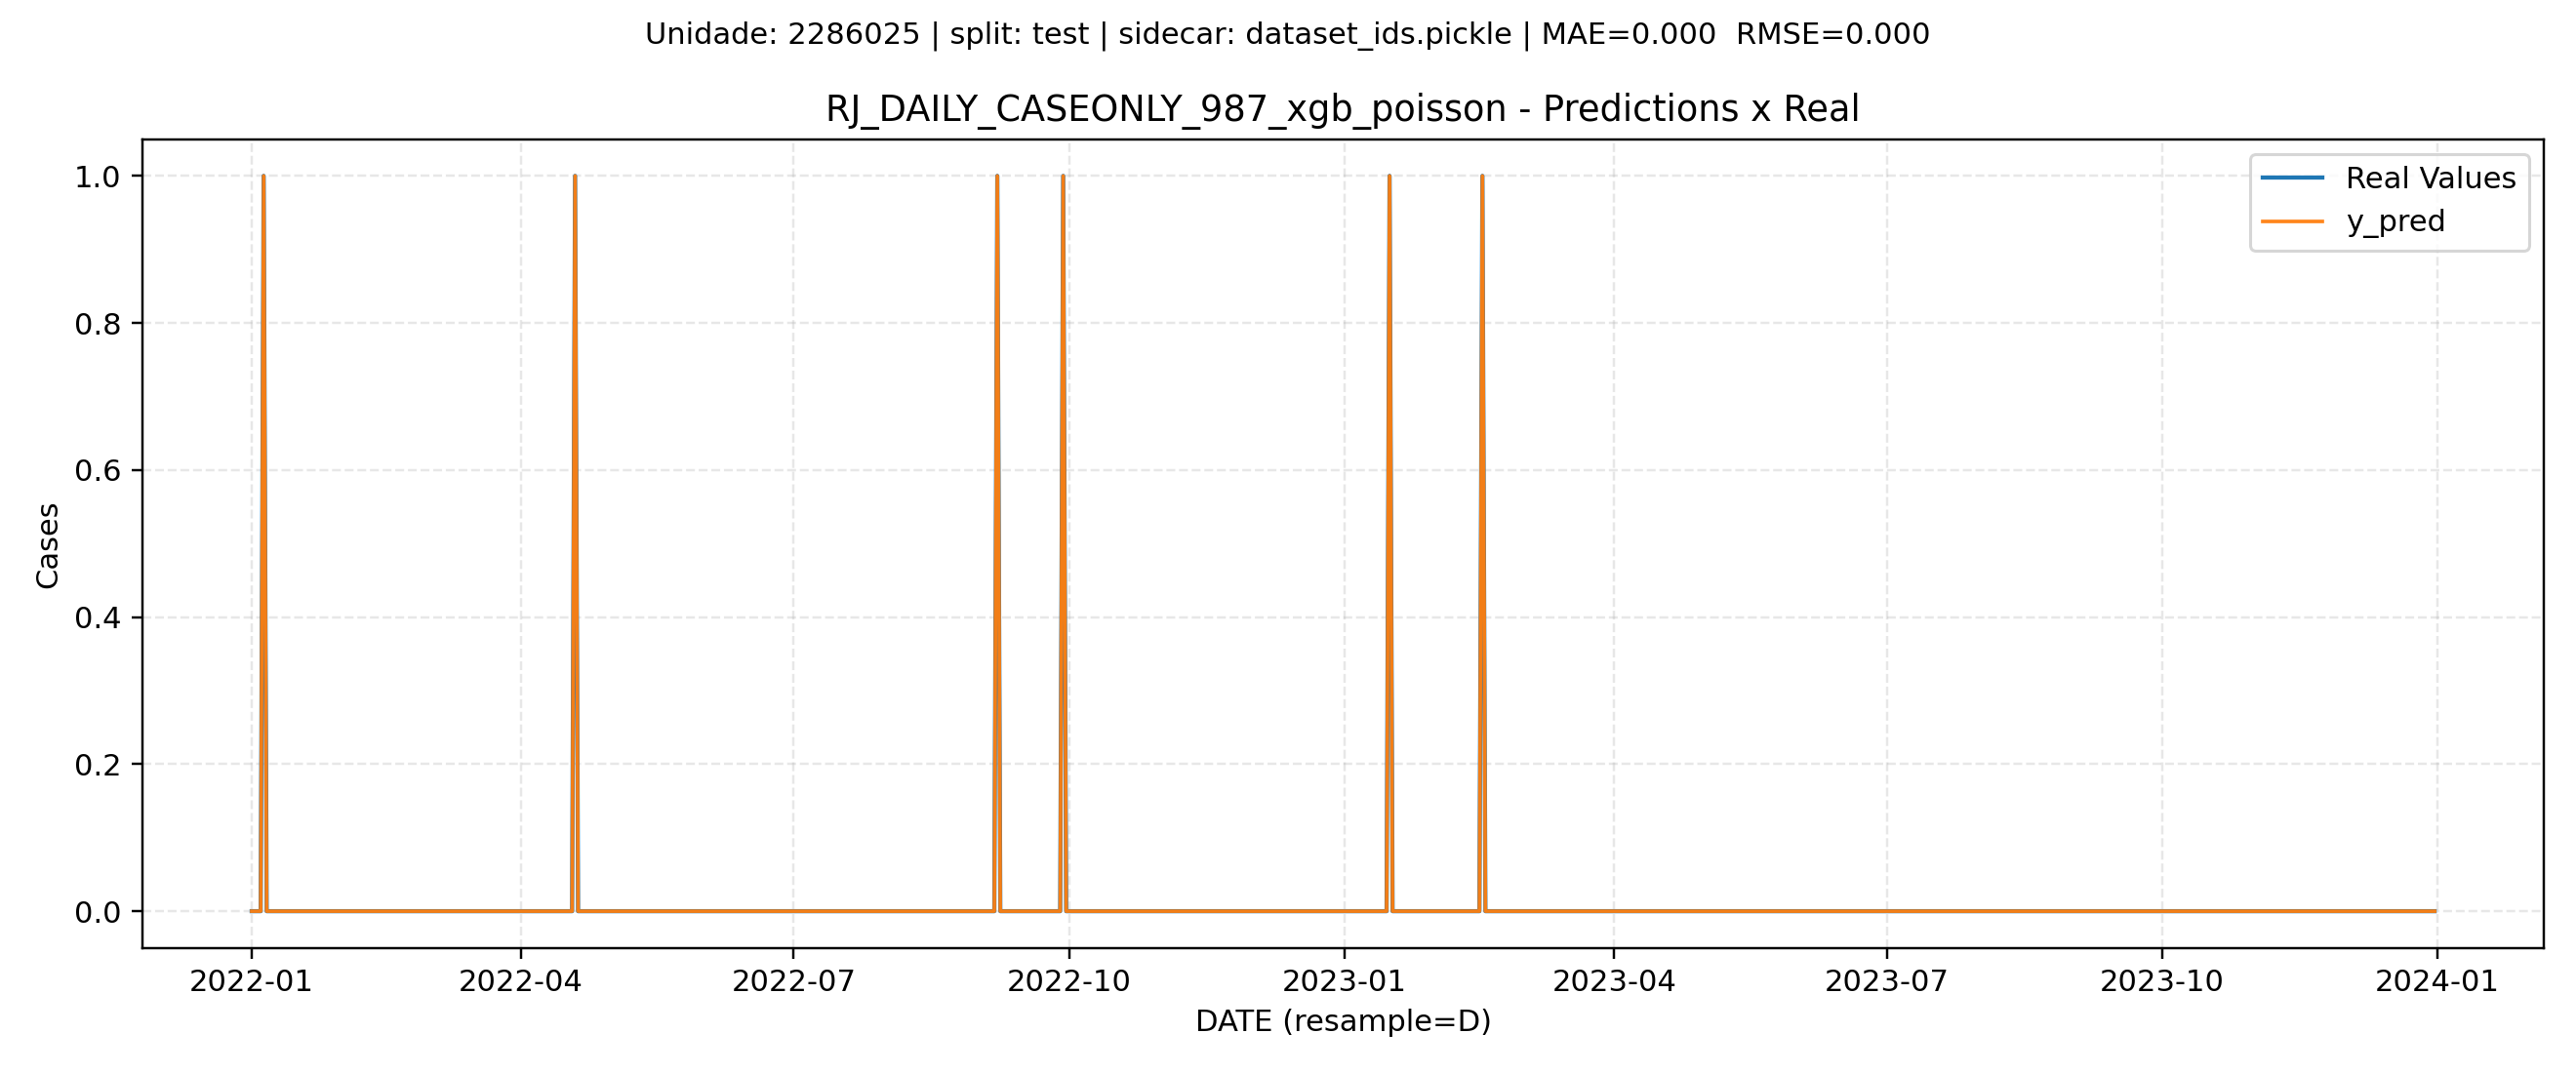 Unidade: 2286025 | split: test | sidecar: dataset_ids.pickle | MAE=0.000  RMSE=0.000
RJ_DAILY_CASEONLY_987_xgb_poisson - Predictions x Real
Real Values
y_pred
1.0
0.8
0.6
0.4
0.2
0.0
Cases
2022-01
2022-04
2022-07
2022-10
2023-01
2023-04
2023-07
2023-10
2024-01
DATE (resample=D)